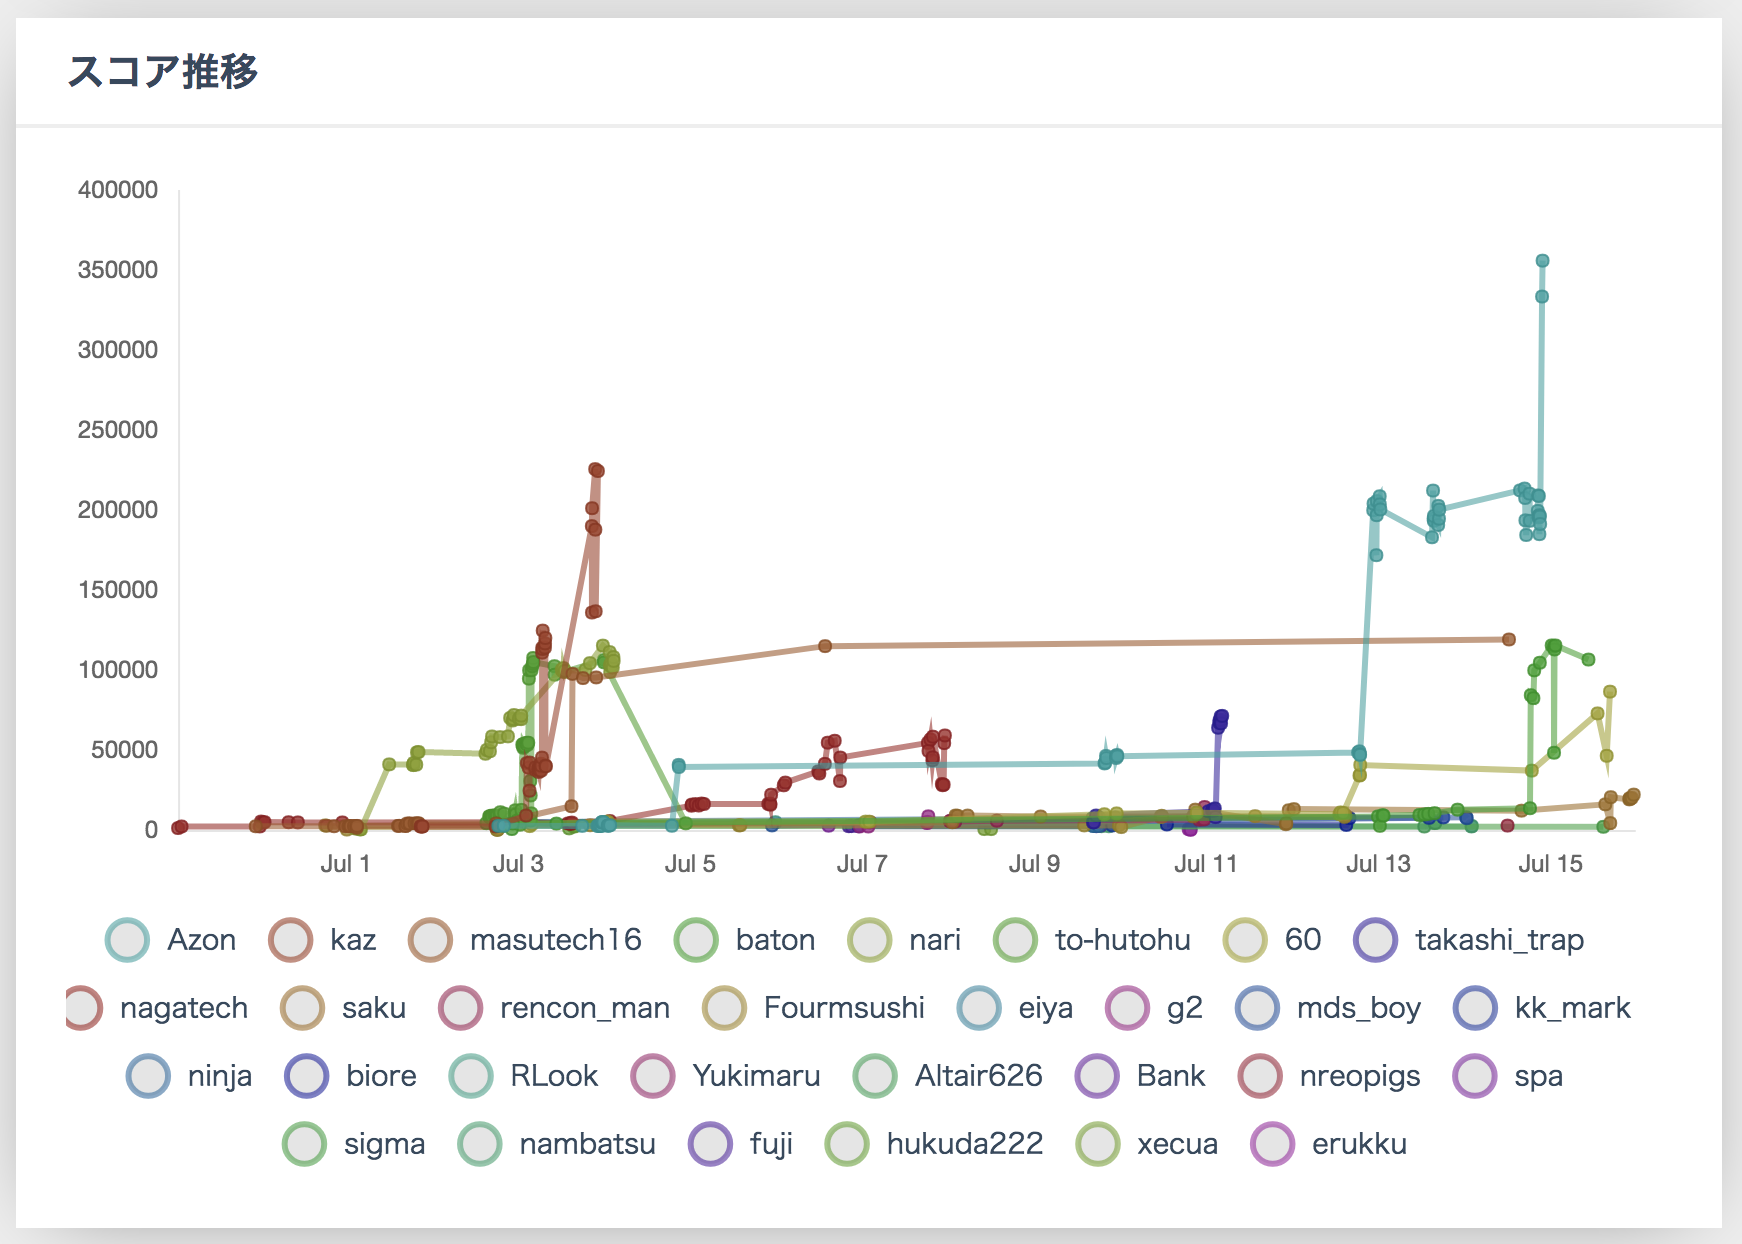 スコア推移
400000
350000
300000
250000
200000
150000
100000
50000
0
Jul 1 Jul 3 Jul 5 Jul 7 Jul 9 Jul 11 Jul 13 Jul 15
Azon kaz masutech16 baton nari to-hutohu 60 takashi_trap
nagatech saku rencon_man Fourmsushi eiya g2 mds_boy kk_mark
ninja biore RLook Yukimaru Altair626 Bank nreopigs spa
sigma nambatsu fuji hukuda222 xecua erukku